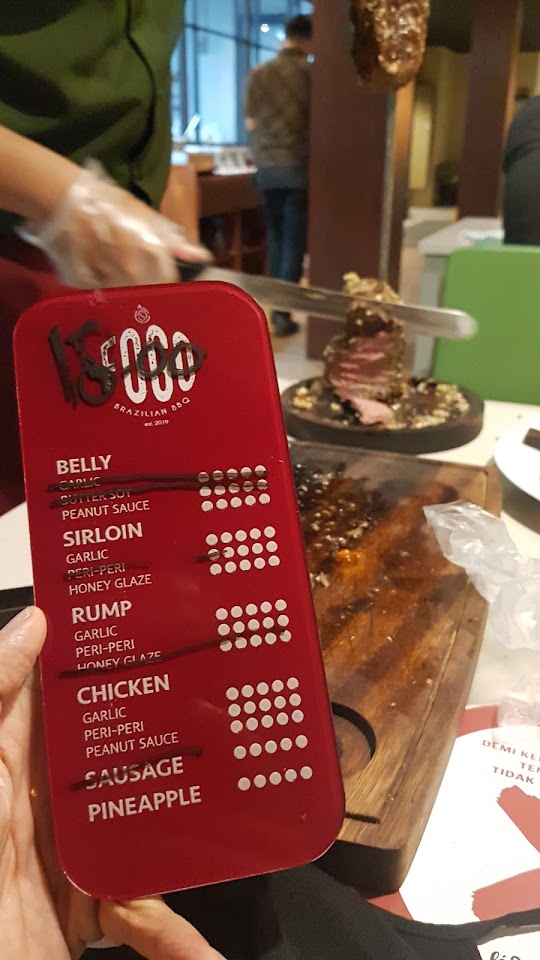 BRAZILIAN BBQ
est. 2019
BELLY
GARLIC
BUTTER SOY
PEANUT SAUCE
SIRLOIN
GARLIC
PERI-PERI
HONEY GLAZE
RUMP
GARLIC
PERI-PERI
HONEY GLAZE
CHICKEN
GARLIC
PERI-PERI
PEANUT SAUCE
SAUSAGE
PINEAPPLE
DEMI
TIDAK